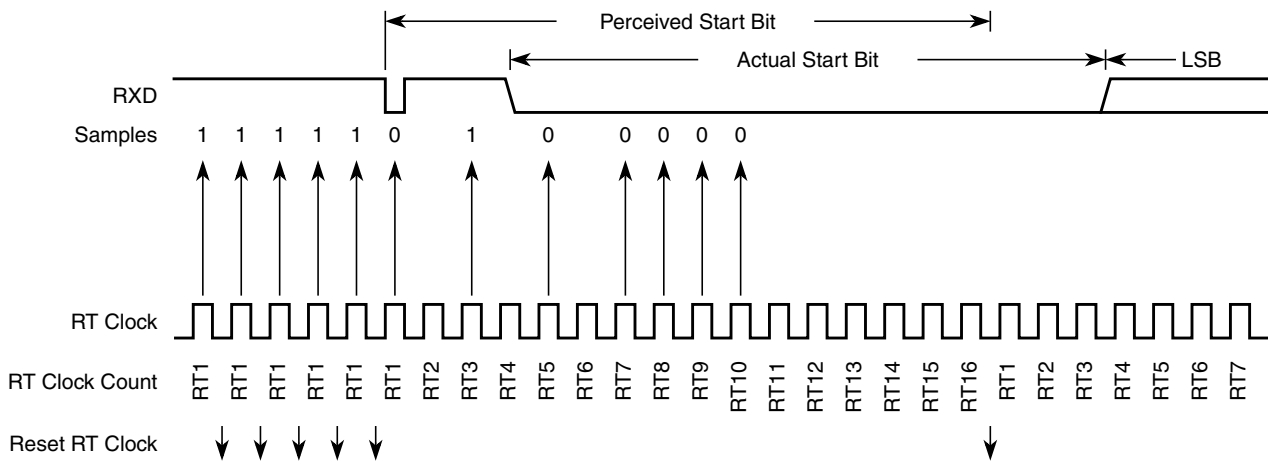 Perceived Start Bit
Actual Start Bit LSB
RXD
Samples 1 1 1 1 1 0 1 0 0 0 0 0
RT Clock
RT Clock Count RT1 RT1 RT1 RT1 RT1 RT1 RT2 RT3 RT4 RT5 RT6 RT7 RT8 RT9 RT10 RT11 RT12 RT13 RT14 RT15 RT16 RT1 RT2 RT3 RT4 RT5 RT6 RT7
Reset RT Clock